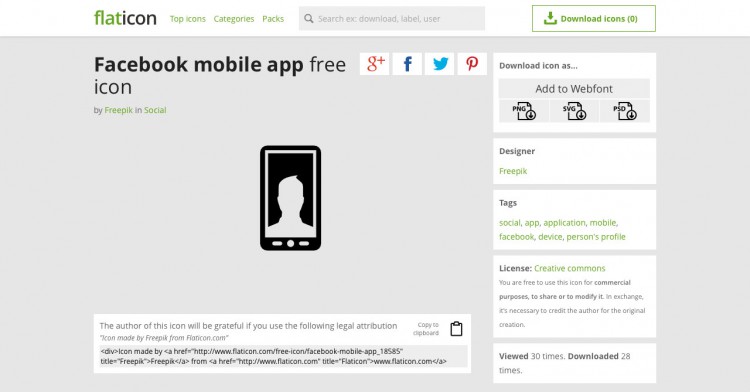 flaticon
Top icons Categories Packs
Search ex: download, label, user
Download icons (0)
Facebook mobile app free
icon
by Freepik in Social
g+ f
Download icon as...
Add to Webfont
PNG SVG PSD
Designer
Freepik
Tags
social, app, application, mobile,
facebook, device, person's profile
License: Creative commons
You are free to use this icon for commercial
purposes, to share or to modify it. In exchange,
it's necessary to credit the author for the original
creation.
Viewed 30 times. Downloaded 28
times.
The author of this icon will be grateful if you use the following legal attribution
"Icon made by Freepik from Flaticon.com"
Copy to
clipboard
<div>Icon made by <a href="http://www.flaticon.com/free-icon/facebook-mobile-app_18585"
title="Freepik">Freepik</a> from <a href="http://www.flaticon.com" title="Flaticon">www.flaticon.com</a>